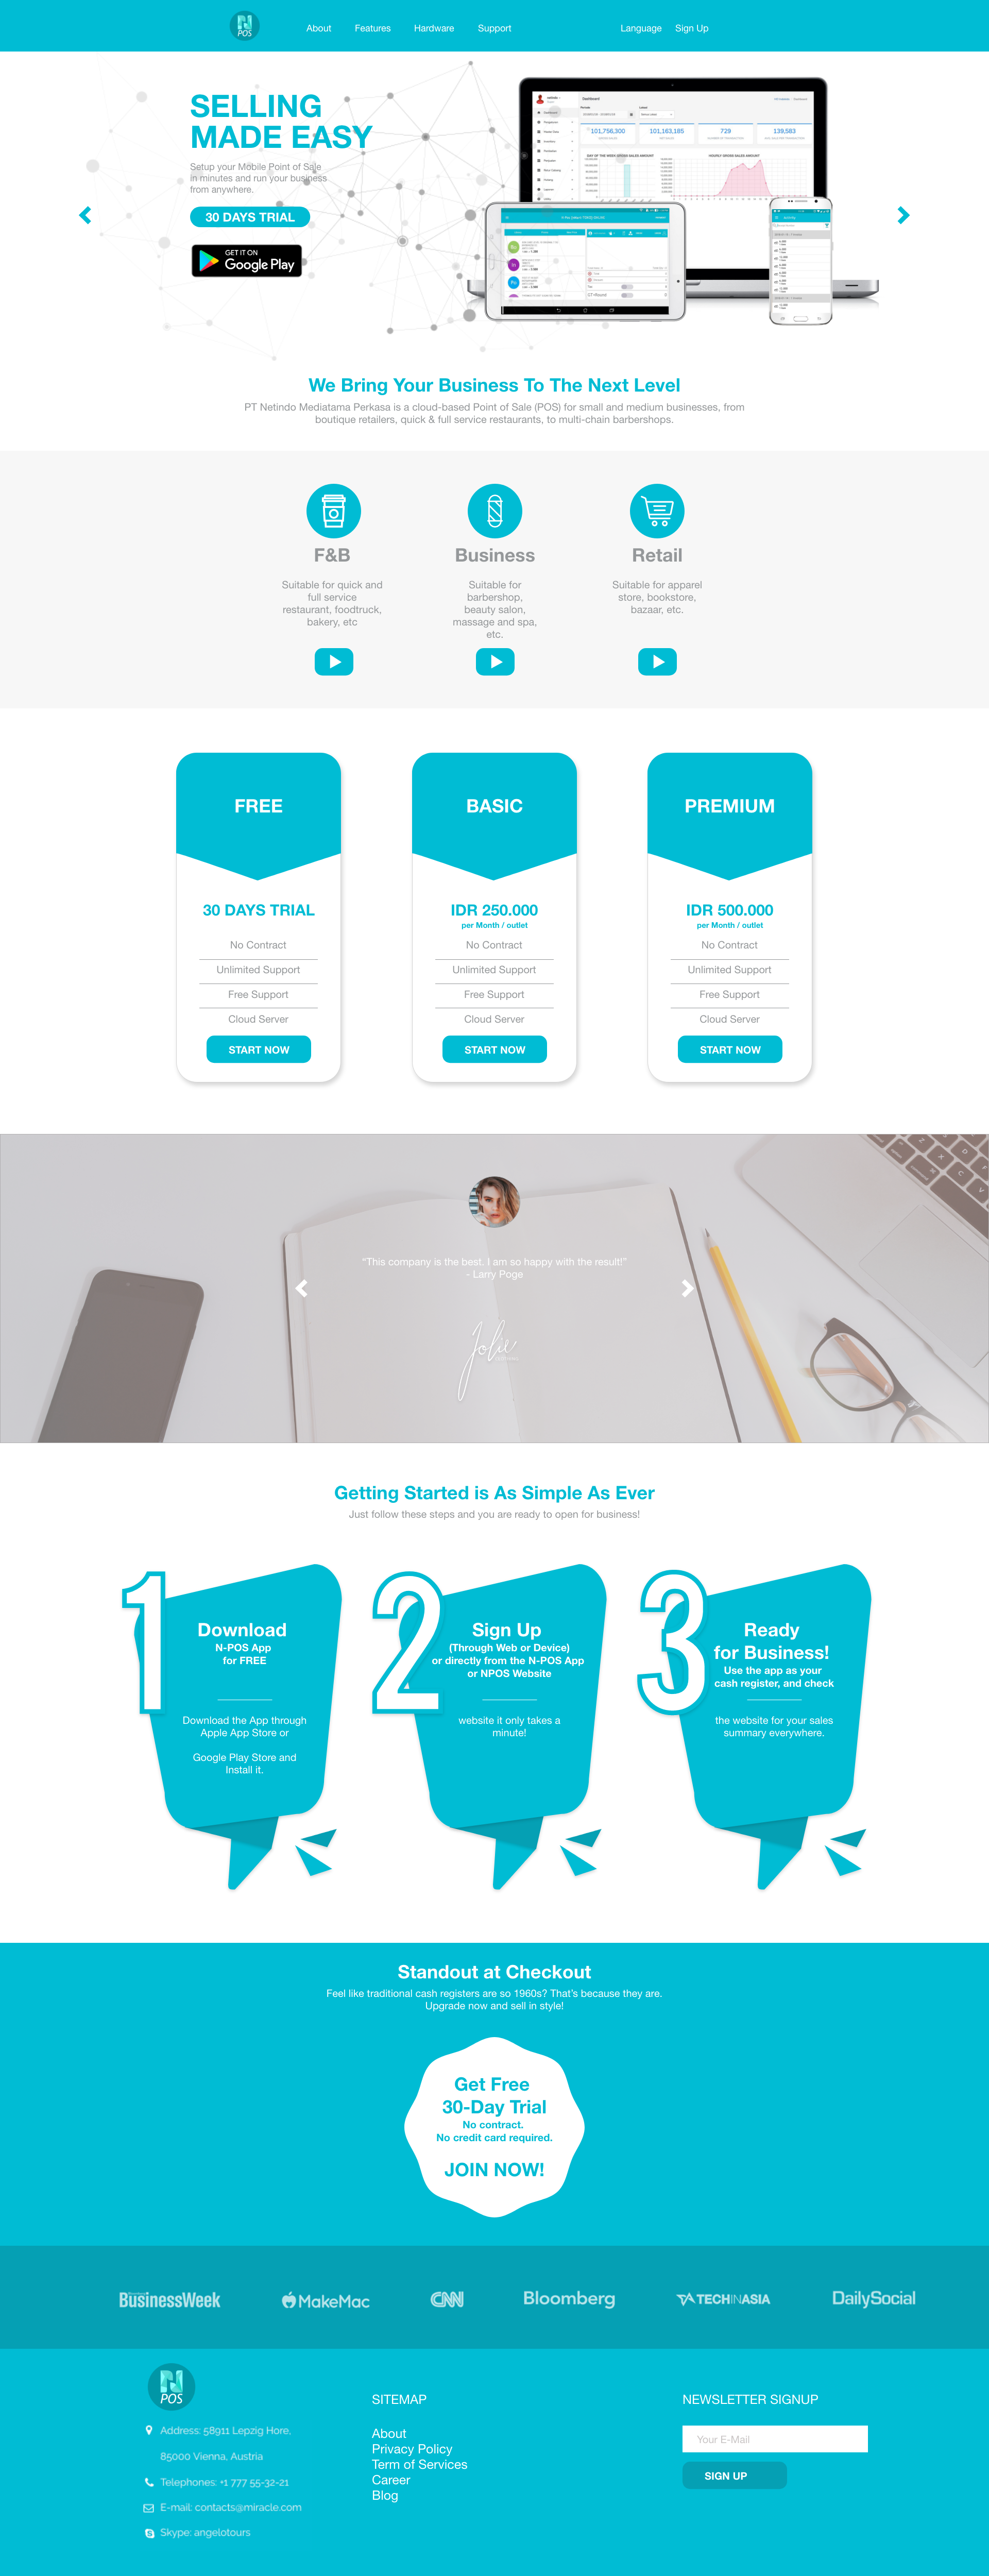 POS
About
Features
Hardware
Support
Language
Sign Up
SELLING
MADE EASY
Setup your Mobile Point of Sale
in minutes and run your business
from anywhere.
30 DAYS TRIAL
GET IT ON
Google Play
Dashboard
101,756,300
101,163,185
729
139,583
We Bring Your Business To The Next Level
PT Netindo Mediatama Perkasa is a cloud-based Point of Sale (POS) for small and medium businesses, from
boutique retailers, quick & full service restaurants, to multi-chain barbershops.
F&B
Suitable for quick and
full service
restaurant, foodtruck,
bakery, etc
Business
Suitable for
barbershop,
beauty salon,
massage and spa,
etc.
Retail
Suitable for apparel
store, bookstore,
bazaar, etc.
FREE
30 DAYS TRIAL
No Contract
Unlimited Support
Free Support
Cloud Server
START NOW
BASIC
IDR 250.000
per Month / outlet
No Contract
Unlimited Support
Free Support
Cloud Server
START NOW
PREMIUM
IDR 500.000
per Month / outlet
No Contract
Unlimited Support
Free Support
Cloud Server
START NOW
“This company is the best. I am so happy with the result!”
- Larry Poge
Jolie
Getting Started is As Simple As Ever
Just follow these steps and you are ready to open for business!
1
Download
N-POS App
for FREE
Download the App through
Apple App Store or
Google Play Store and
Install it.
2
Sign Up
(Through Web or Device)
or directly from the N-POS App
or NPOS Website
website it only takes a
minute!
3
Ready
for Business!
Use the app as your
cash register, and check
the website for your sales
summary everywhere.
Standout at Checkout
Feel like traditional cash registers are so 1960s? That’s because they are.
Upgrade now and sell in style!
Get Free
30-Day Trial
No contract.
No credit card required.
JOIN NOW!
BusinessWeek
MakeMac
CNN
Bloomberg
TECHINASIA
DailySocial
POS
Address: 58911 Lepzig Hore,
85000 Vienna, Austria
Telephones: +1 777 55-32-21
E-mail: contacts@miracle.com
Skype: angelotours
SITEMAP
About
Privacy Policy
Term of Services
Career
Blog
NEWSLETTER SIGNUP
Your E-Mail
SIGN UP